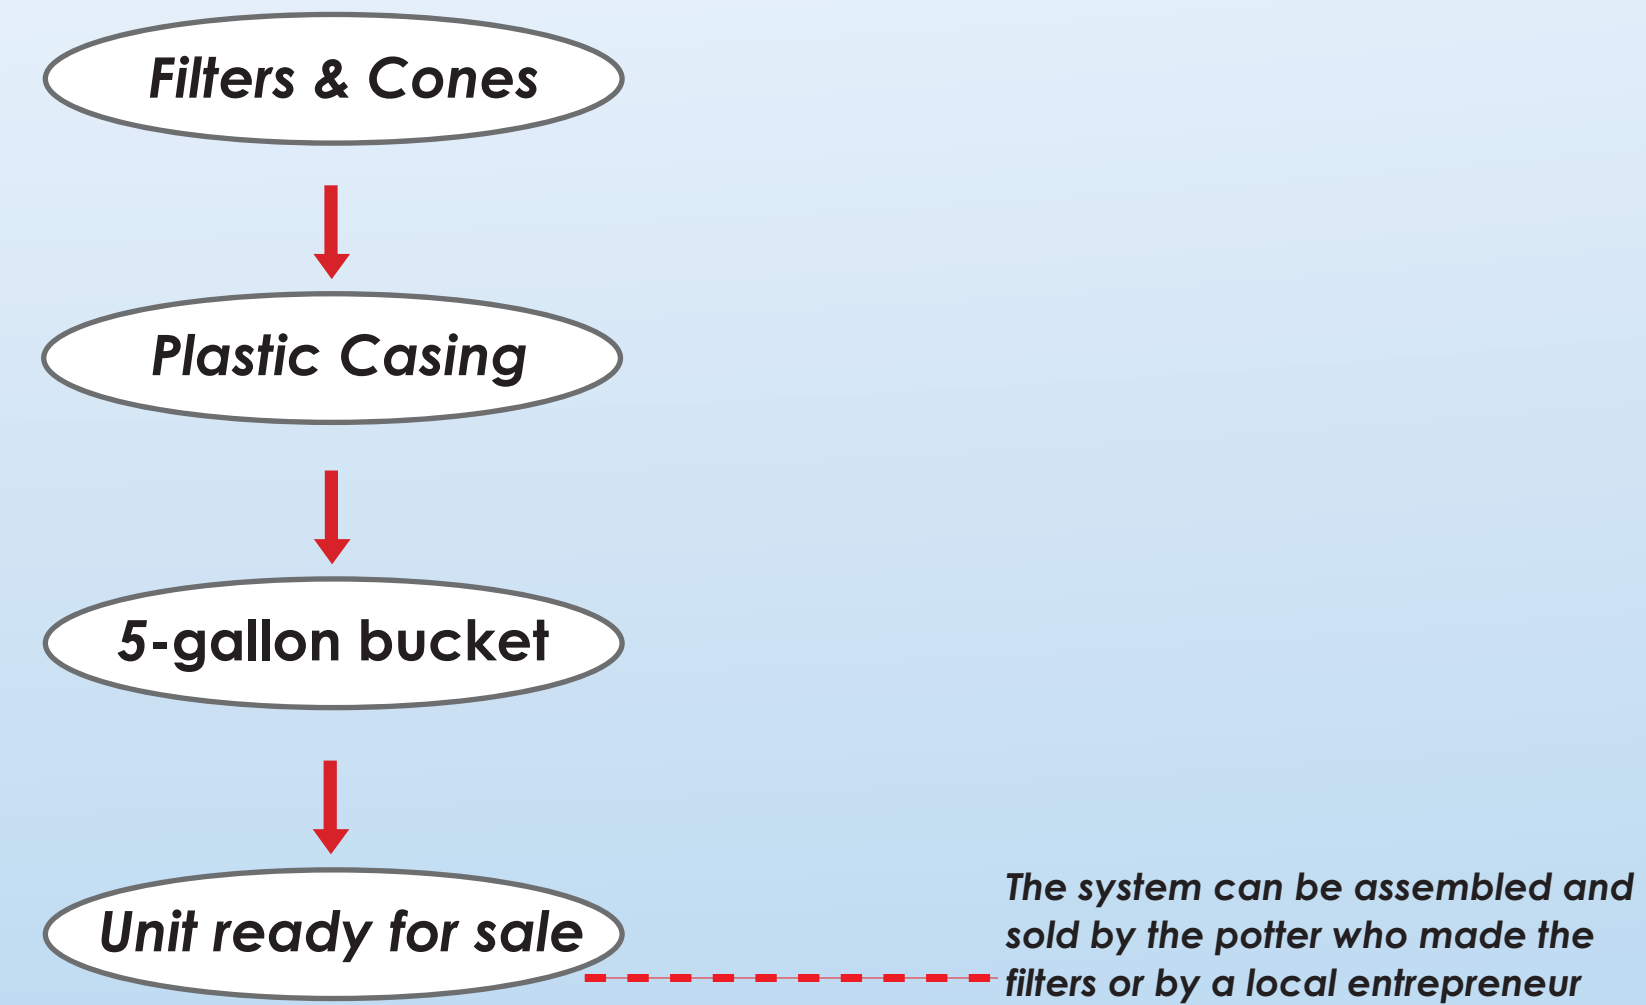 Filters & Cones
Plastic Casing
5-gallon bucket
Unit ready for sale
The system can be assembled and
sold by the potter who made the
filters or by a local entrepreneur